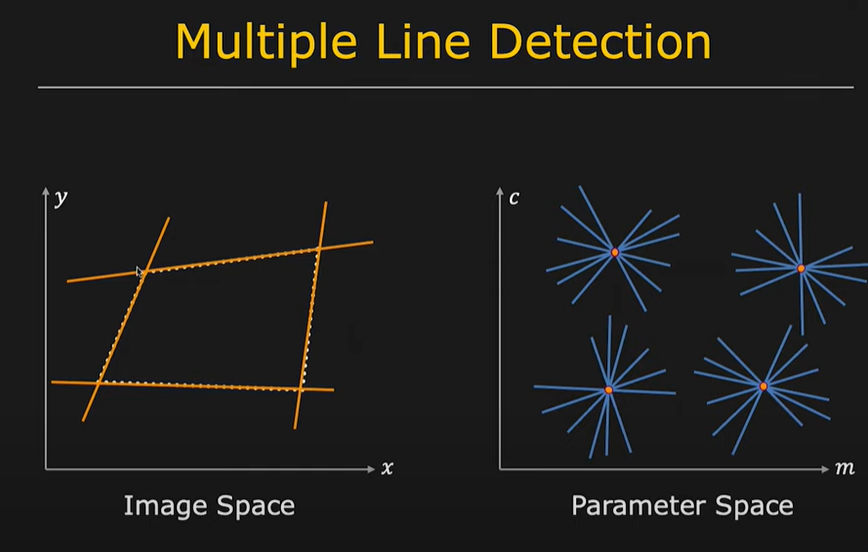 Multiple Line Detection
y
x
Image Space
c
m
Parameter Space